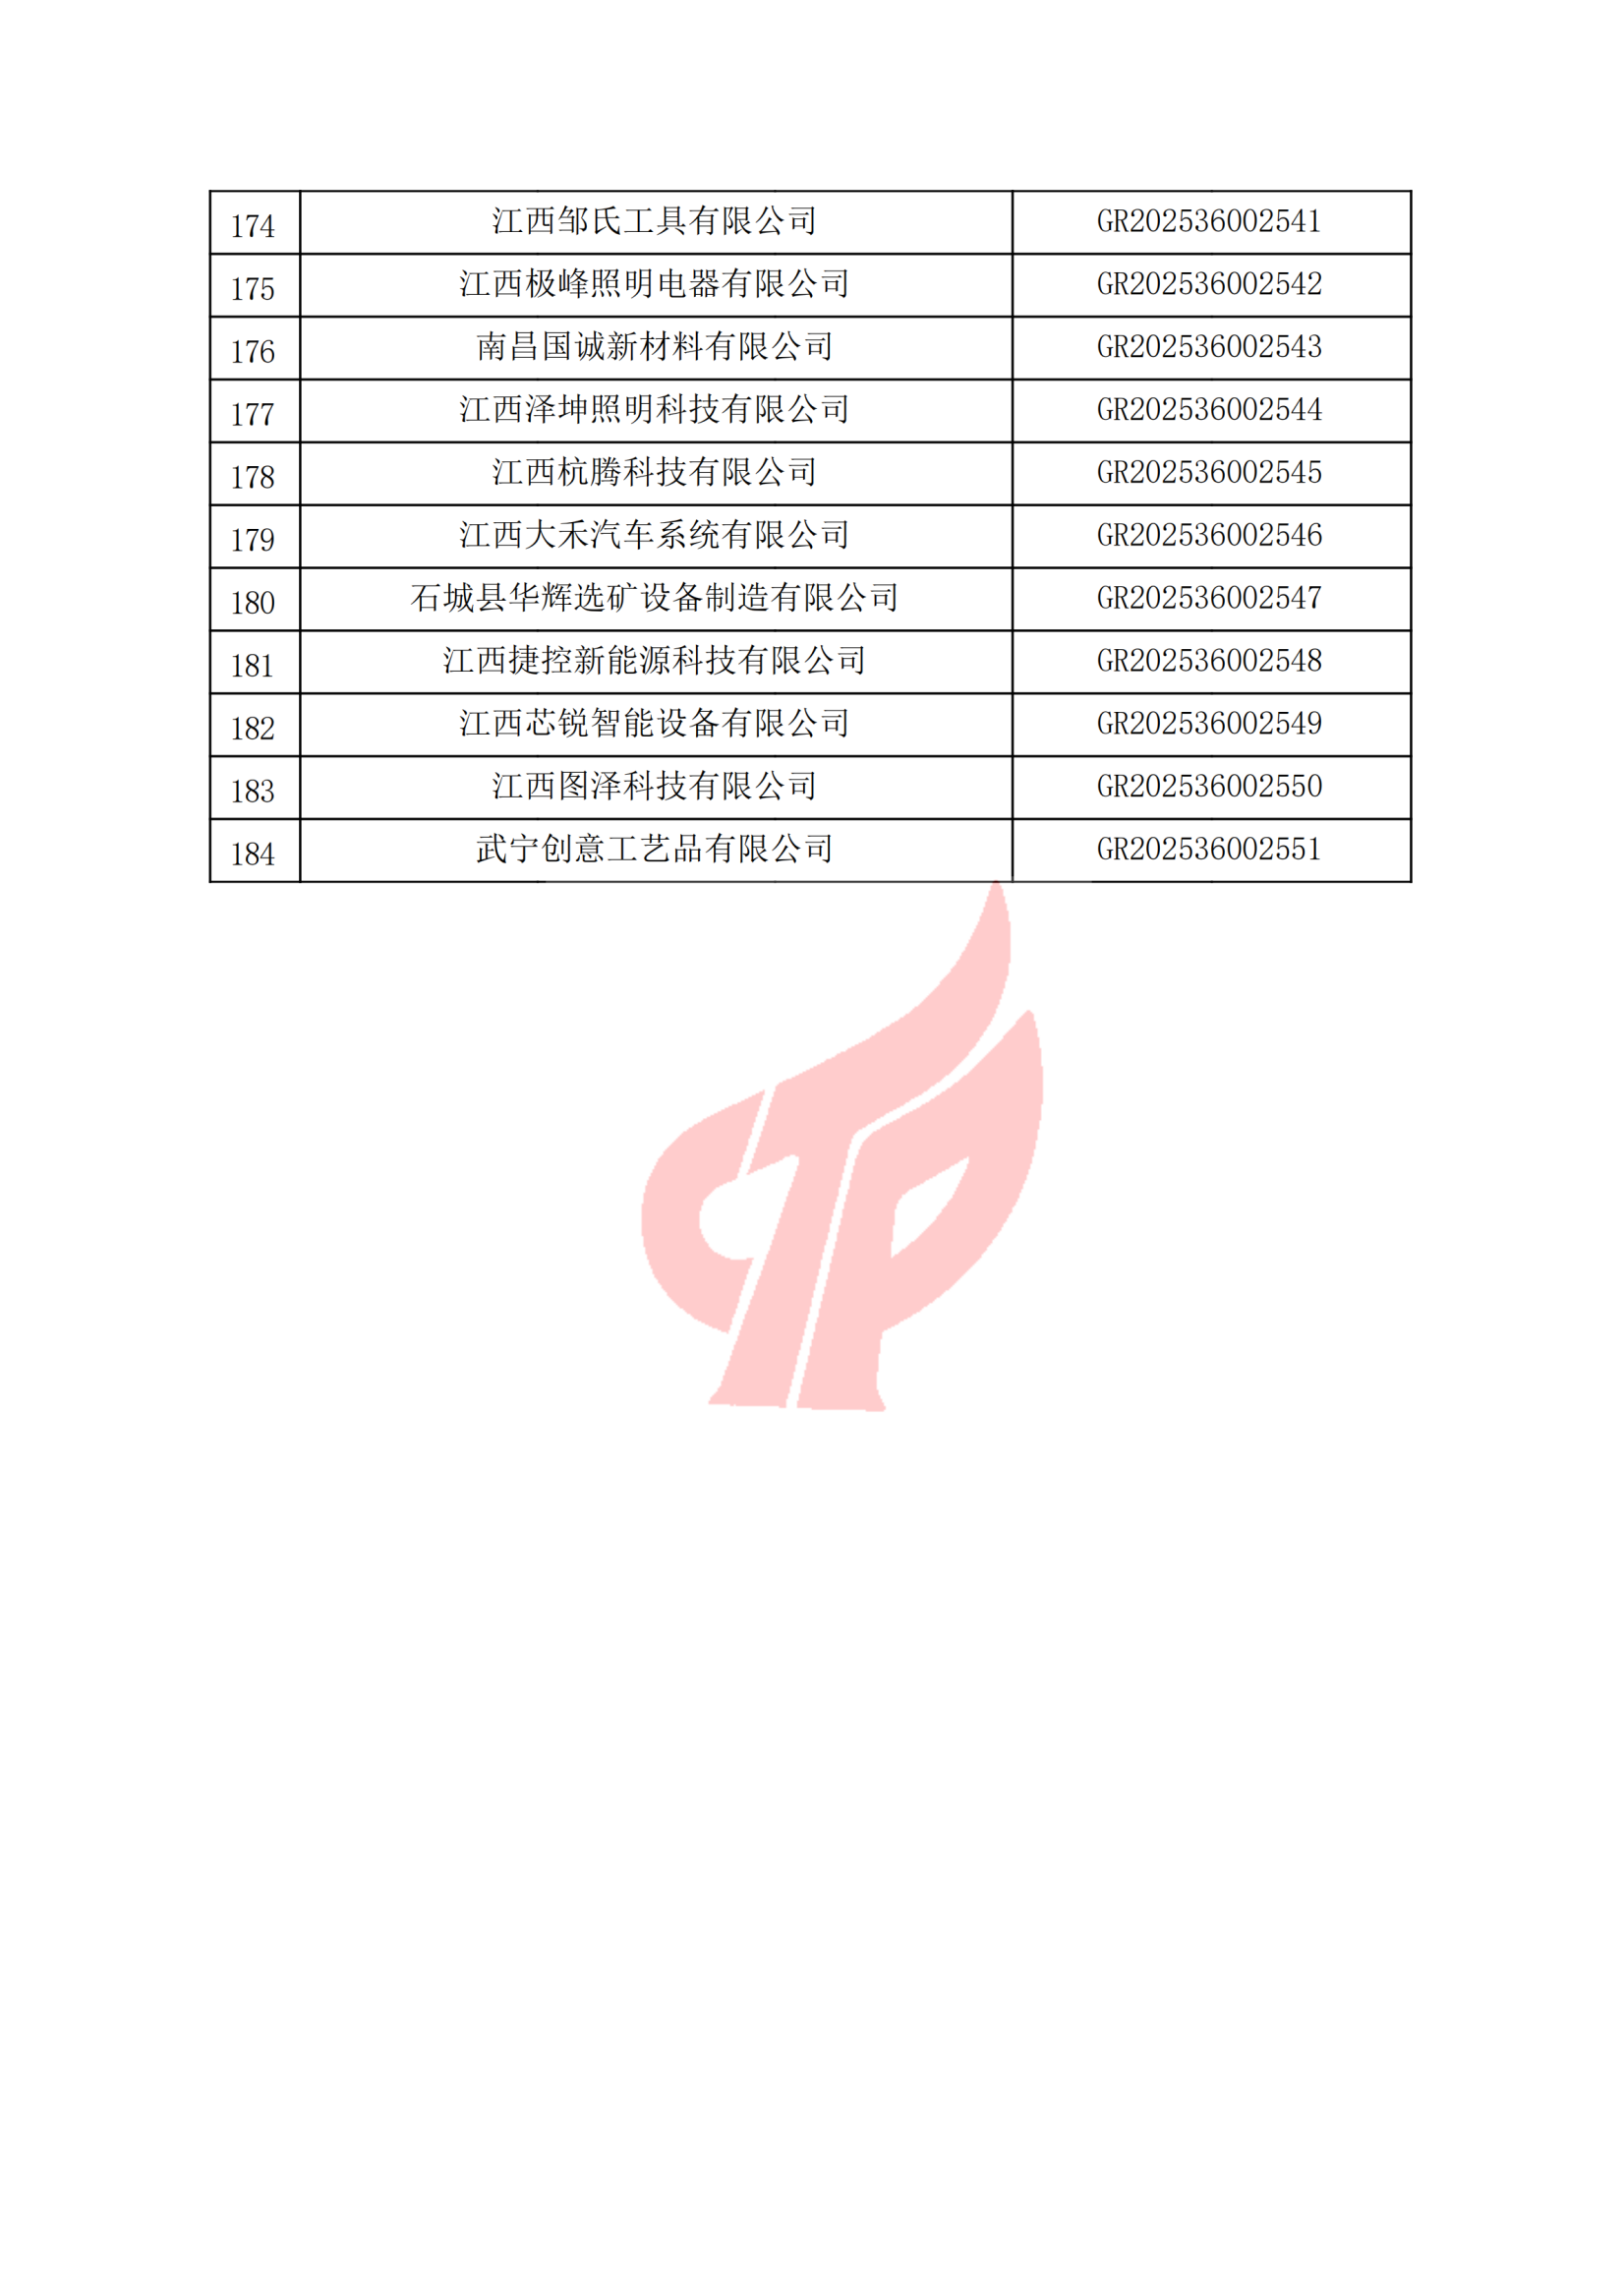 174 江西邹氏工具有限公司 GR202536002541
175 江西极峰照明电器有限公司 GR202536002542
176 南昌国诚新材料有限公司 GR202536002543
177 江西泽坤照明科技有限公司 GR202536002544
178 江西杭腾科技有限公司 GR202536002545
179 江西大禾汽车系统有限公司 GR202536002546
180 石城县华辉选矿设备制造有限公司 GR202536002547
181 江西捷控新能源科技有限公司 GR202536002548
182 江西芯锐智能设备有限公司 GR202536002549
183 江西图泽科技有限公司 GR202536002550
184 武宁创意工艺品有限公司 GR202536002551